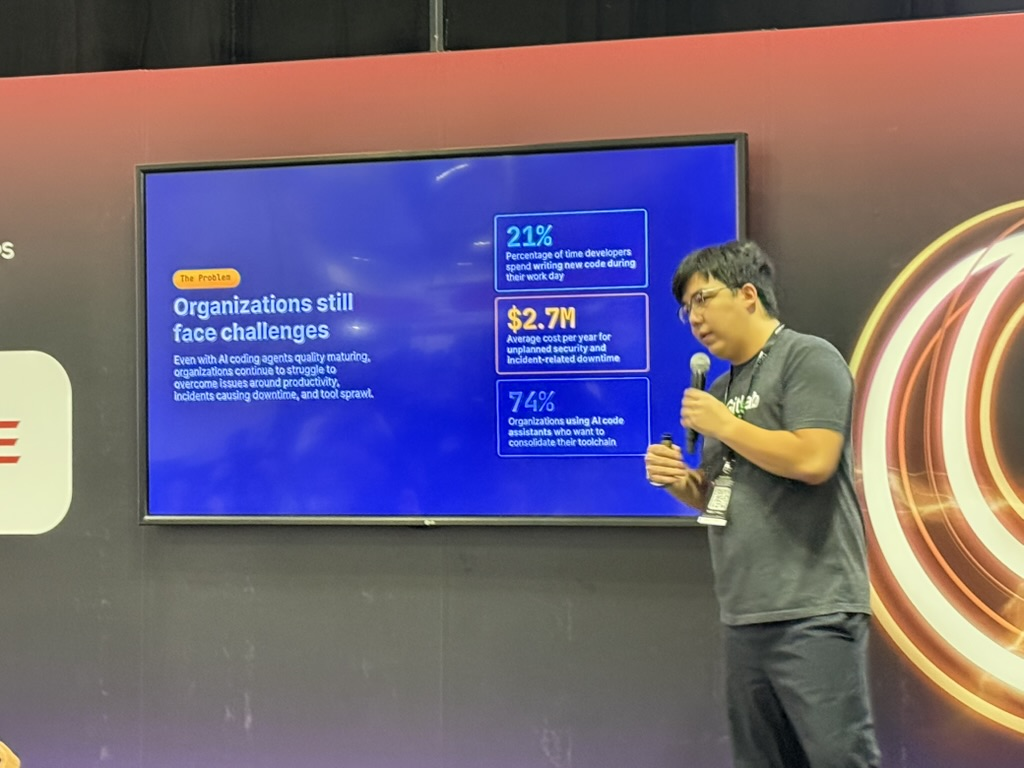 The Problem
Organizations still
face challenges
Even with AI coding agents quality maturing,
organizations continue to struggle to
overcome issues around productivity,
incidents causing downtime, and tool sprawl.
21%
Percentage of time developers
spend writing new code during
their work day
$2.7M
Average cost per year for
unplanned security and
incident-related downtime
74%
Organizations using AI code
assistants who want to
consolidate their toolchain
GitLab